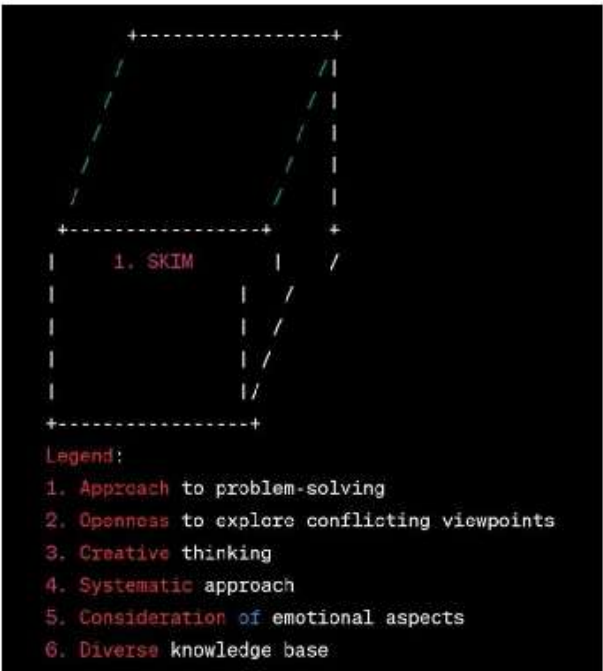 1. SKIM
Legend:
1. Approach to problem-solving
2. Openness to explore conflicting viewpoints
3. Creative thinking
4. Systematic approach
5. Consideration of emotional aspects
6. Diverse knowledge base